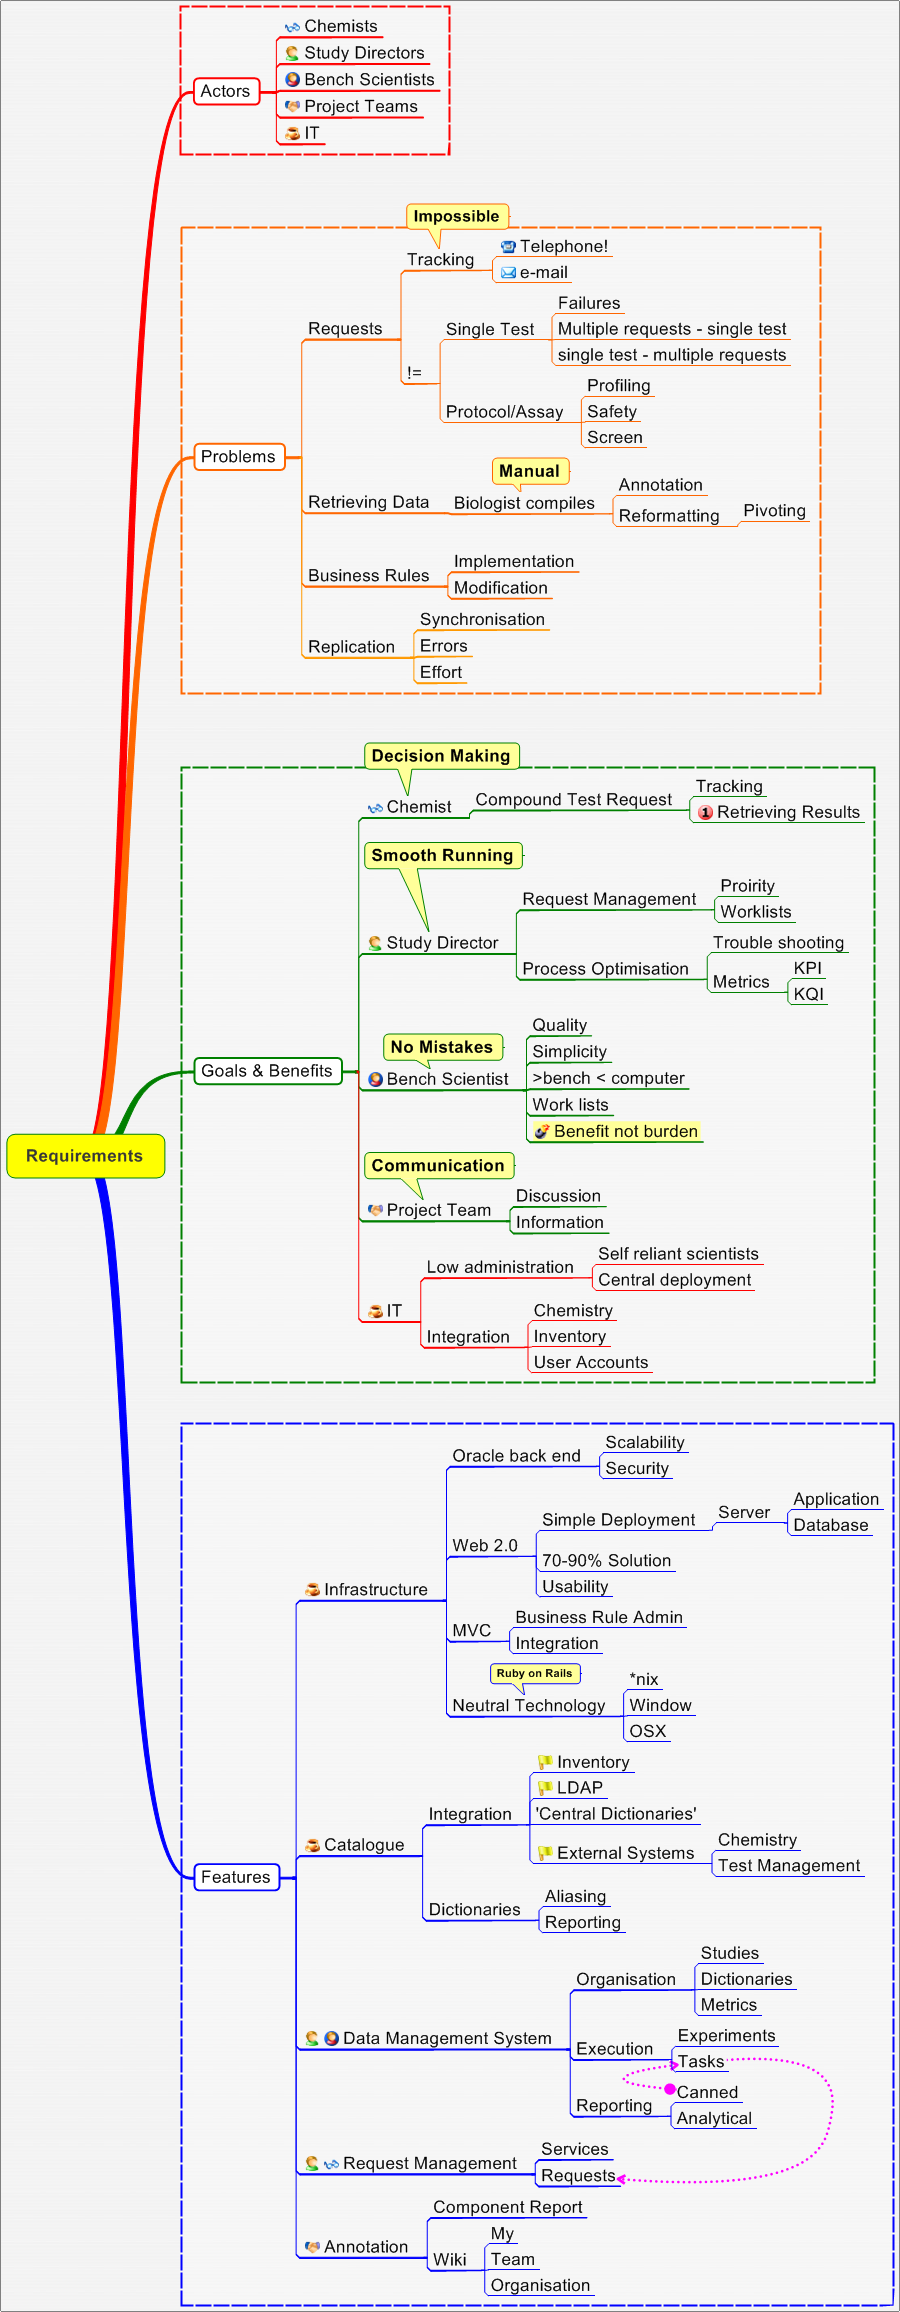 Chemists
Study Directors
Bench Scientists
Actors
Project Teams
IT
Impossible
Tracking
Telephone!
e-mail
Requests
Single Test
Failures
Multiple requests - single test
single test - multiple requests
!=
Protocol/Assay
Profiling
Safety
Screen
Problems
Manual
Retrieving Data
Biologist compiles
Annotation
Reformatting
Pivoting
Business Rules
Implementation
Modification
Replication
Synchronisation
Errors
Effort
Decision Making
Chemist
Compound Test Request
Tracking
1
Retrieving Results
Smooth Running
Study Director
Request Management
Proirity
Worklists
Process Optimisation
Trouble shooting
Metrics
KPI
KQI
Goals & Benefits
No Mistakes
Bench Scientist
Quality
Simplicity
>bench < computer
Work lists
Benefit not burden
Requirements
Communication
Project Team
Discussion
Information
IT
Low administration
Self reliant scientists
Central deployment
Integration
Chemistry
Inventory
User Accounts
Infrastructure
Oracle back end
Scalability
Security
Web 2.0
Simple Deployment
Server
Application
Database
70-90% Solution
Usability
MVC
Business Rule Admin
Integration
Ruby on Rails
Neutral Technology
*nix
Window
OSX
Features
Catalogue
Integration
Inventory
LDAP
'Central Dictionaries'
External Systems
Chemistry
Test Management
Dictionaries
Aliasing
Reporting
Data Management System
Organisation
Studies
Dictionaries
Metrics
Execution
Experiments
Tasks
Reporting
Canned
Analytical
Request Management
Services
Requests
Annotation
Component Report
Wiki
My
Team
Organisation